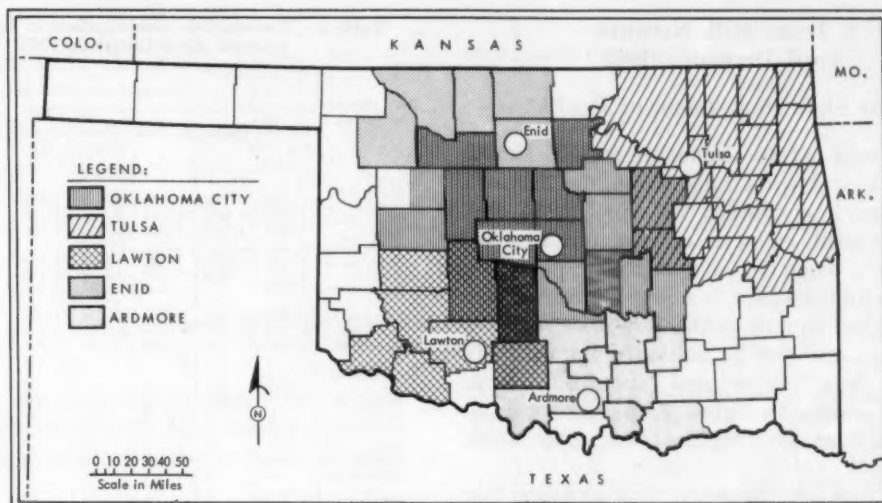 COLO.
KANSAS
MO.
Enid
Tulsa
LEGEND:
OKLAHOMA CITY
TULSA
LAWTON
ENID
ARDMORE
ARK.
Oklahoma
City
Lawton
Ardmore
N
0 10 20 30 40 50
Scale in Miles
TEXAS